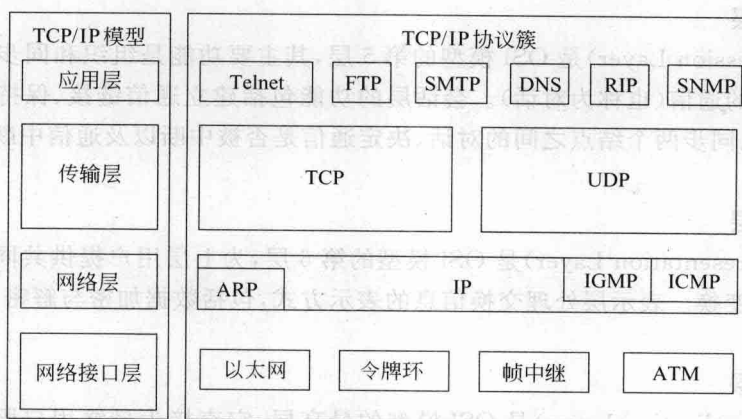 TCP/IP模型
TCP/IP协议簇
应用层
Telnet
FTP
SMTP
DNS
RIP
SNMP
传输层
TCP
UDP
网络层
ARP
IP
IGMP
ICMP
网络接口层
以太网
令牌环
帧中继
ATM